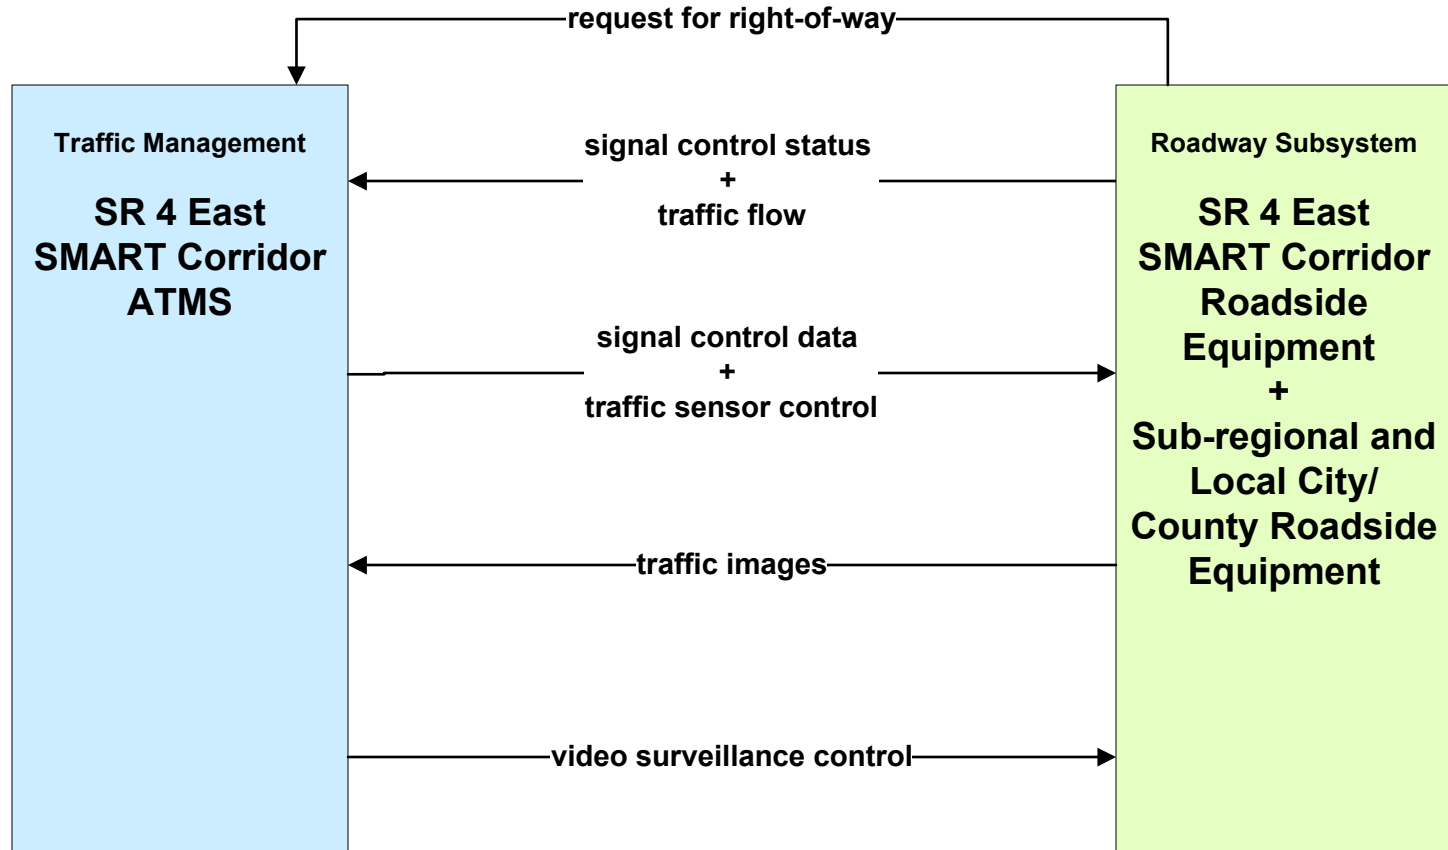 request for right-of-way
Traffic Management
SR 4 East
SMART Corridor
ATMS
signal control status
+
traffic flow
signal control data
+
traffic sensor control
traffic images
video surveillance control
Roadway Subsystem
SR 4 East
SMART Corridor
Roadside
Equipment
+
Sub-regional and
Local City/
County Roadside
Equipment